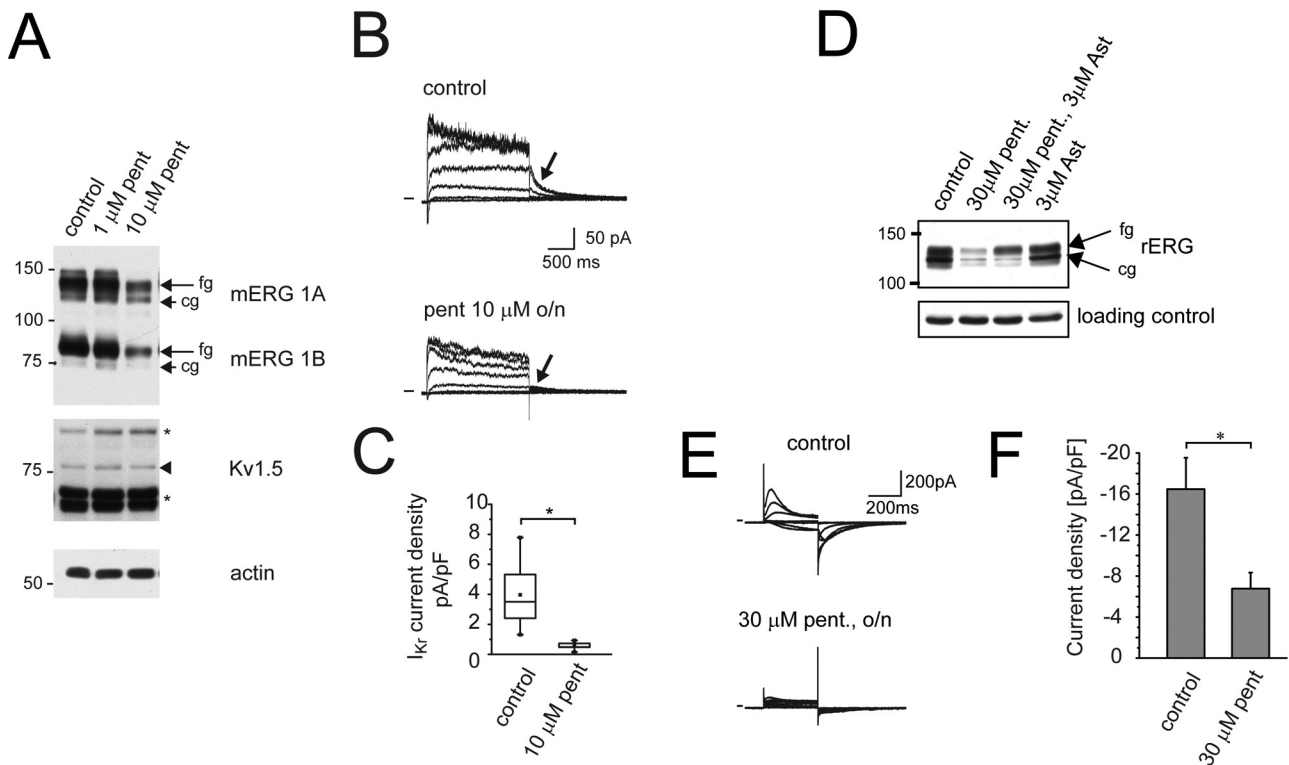 A
control
1 μM pent
10 μM pent
150
100
75
fg
cg
mERG 1A
fg
cg
mERG 1B
75
*
*
Kv1.5
50
actin
B
control
50 pA
500 ms
pent 10 μM o/n
C
IKr current density
pA/pF
10
8
6
4
2
0
*
control
10 μM pent
D
control
30μM pent.
30μM pent., 3μM Ast
3μM Ast
150
100
fg
cg
rERG
loading control
E
control
200pA
200ms
30 μM pent., o/n
F
Current density [pA/pF]
-20
-16
-12
-8
-4
0
*
control
30 μM pent